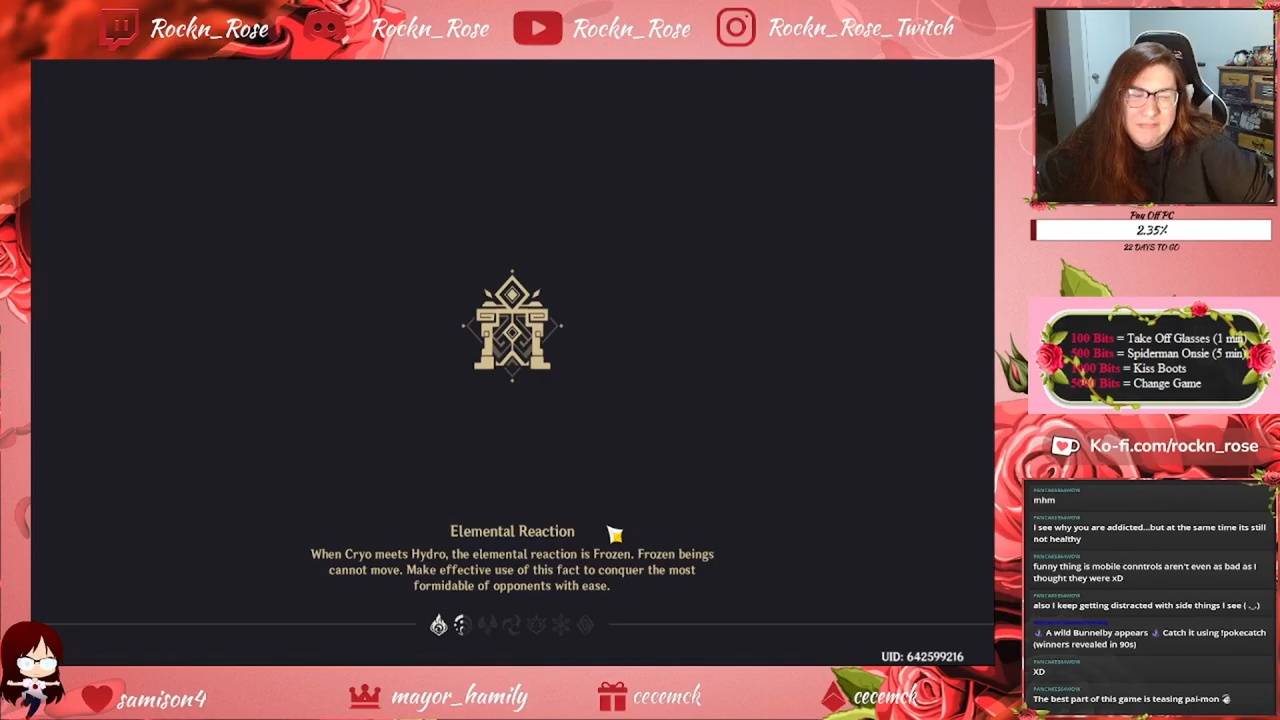 Rockn_Rose
Rockn_Rose
Rockn_Rose
Rockn_Rose_Twitch
Pay Off PC
2.35%
22 DAYS TO GO
100 Bits = Take Off Glasses (1 min)
500 Bits = Spiderman Onsie (5 min)
Bits = Kiss Boots
Bits = Change Game
Ko-fi.com/rockn_rose
Elemental Reaction
When Cryo meets Hydro, the elemental reaction is Frozen. Frozen beings
cannot move. Make effective use of this fact to conquer the most
formidable of opponents with ease.
UID: 642599216
mhm
I see why you are addicted...but at the same time its still
not healthy
funny thing is mobile conntrols aren't even as bad as I
thought they were xD
also I keep getting distracted with side things I see ( ._.)
A wild Bunnelby appears Catch it using !pokecatch
(winners revealed in 90s)
XD
The best part of this game is teasing pai-mon
samison4
mayor_hamily
cecemck
cecemck